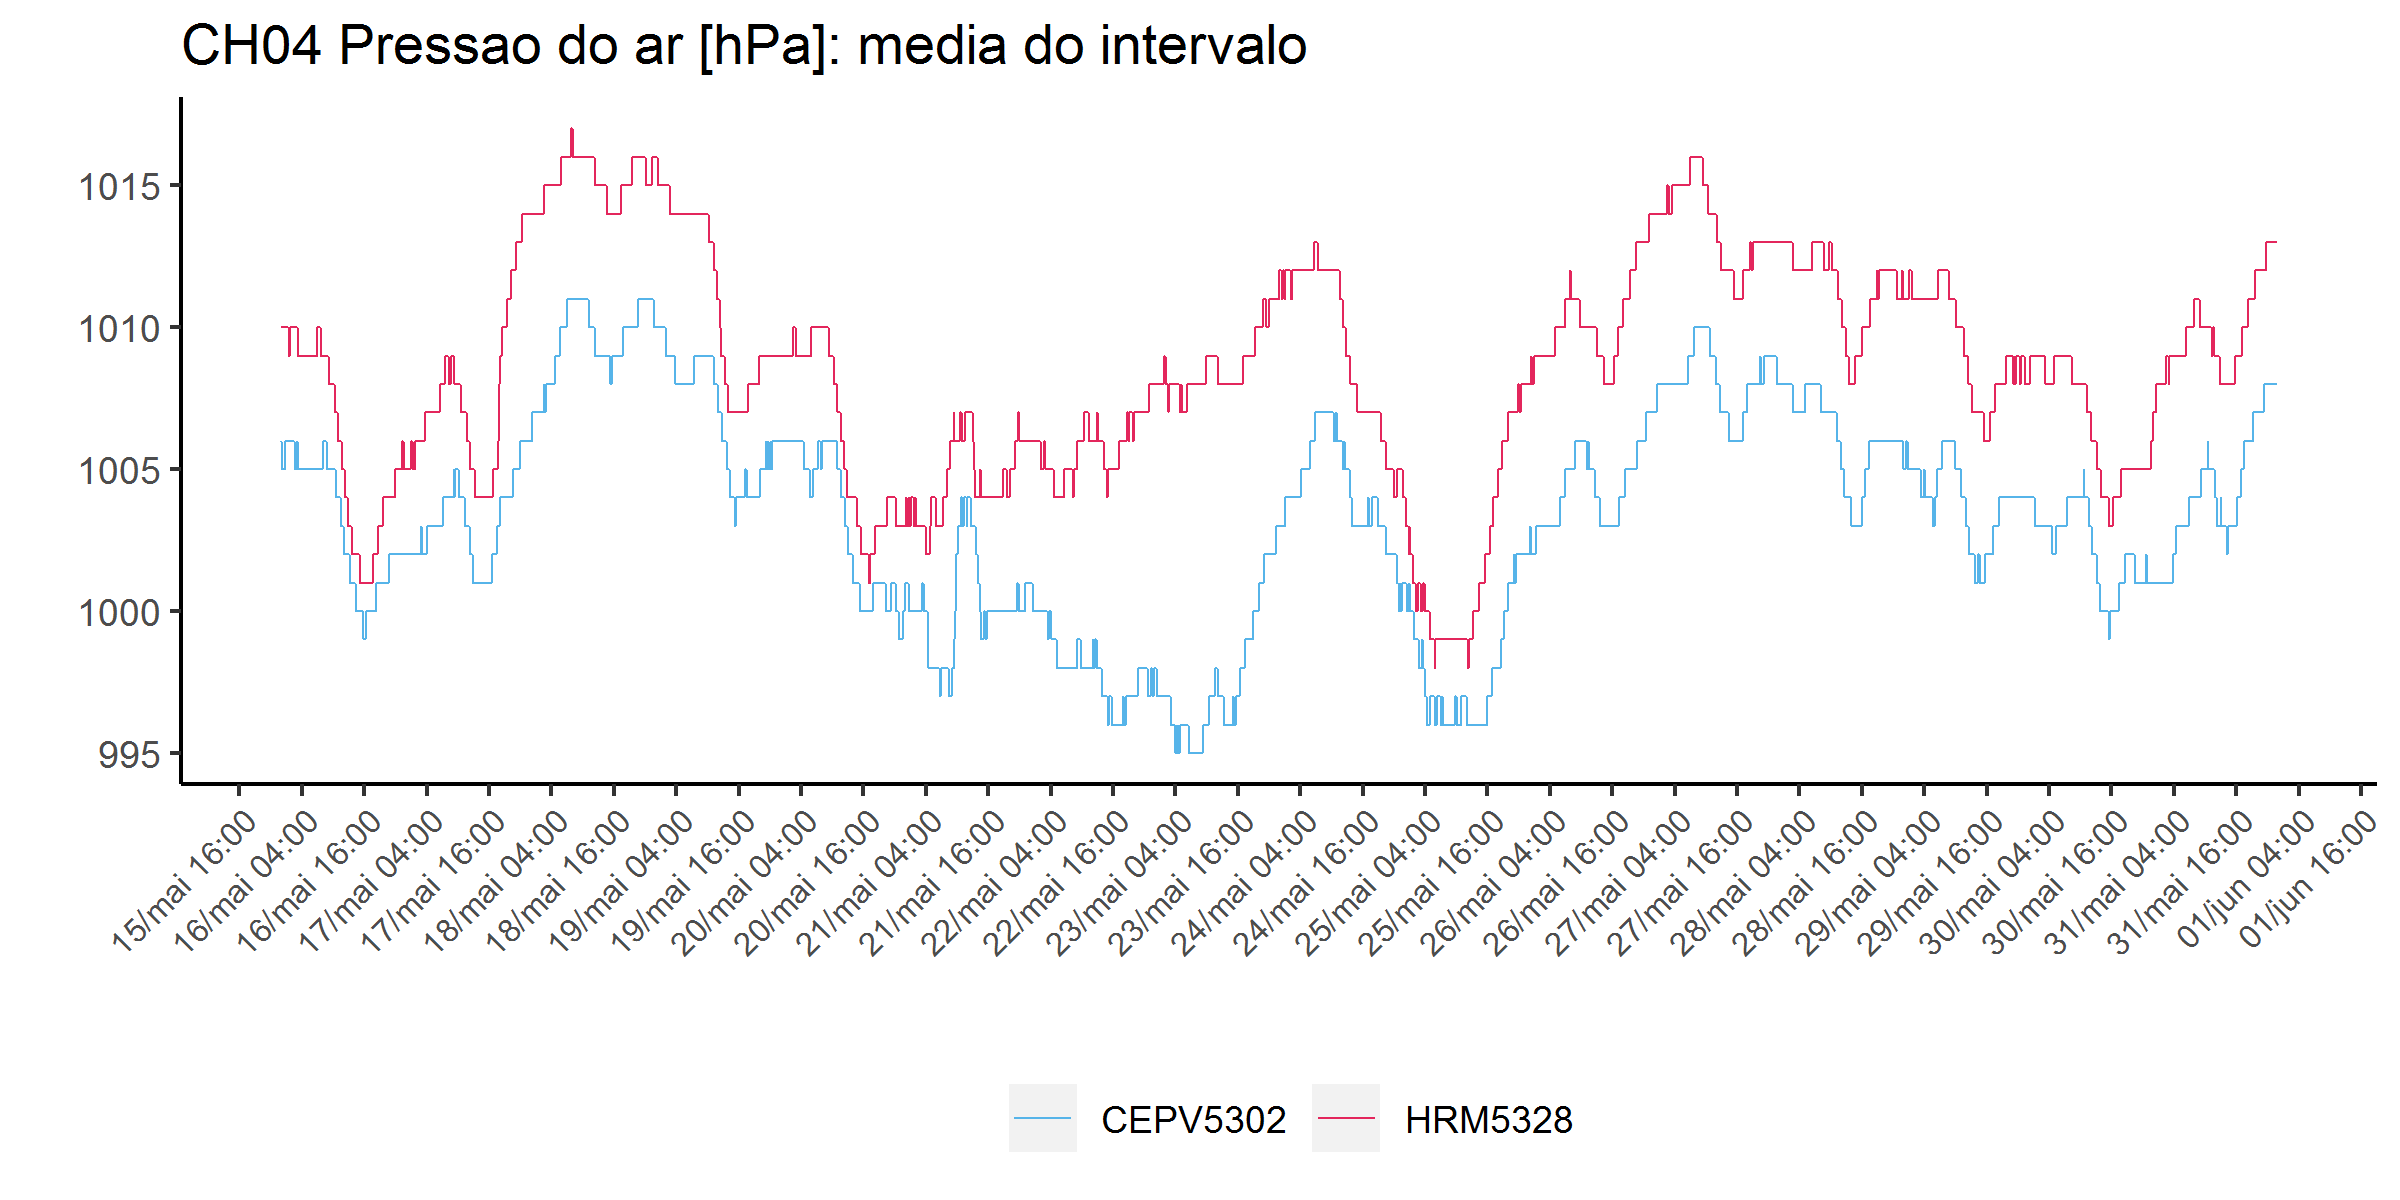 CH04 Pressao do ar [hPa]: media do intervalo
1015
1010
1005
1000
995
15/mai 16:00
16/mai 04:00
16/mai 16:00
17/mai 04:00
17/mai 16:00
18/mai 04:00
18/mai 16:00
19/mai 04:00
19/mai 16:00
20/mai 04:00
20/mai 16:00
21/mai 04:00
21/mai 16:00
22/mai 04:00
22/mai 16:00
23/mai 04:00
23/mai 16:00
24/mai 04:00
24/mai 16:00
25/mai 04:00
25/mai 16:00
26/mai 04:00
26/mai 16:00
27/mai 04:00
27/mai 16:00
28/mai 04:00
28/mai 16:00
29/mai 04:00
29/mai 16:00
30/mai 04:00
30/mai 16:00
31/mai 04:00
31/mai 16:00
01/jun 04:00
01/jun 16:00
CEPV5302
HRM5328